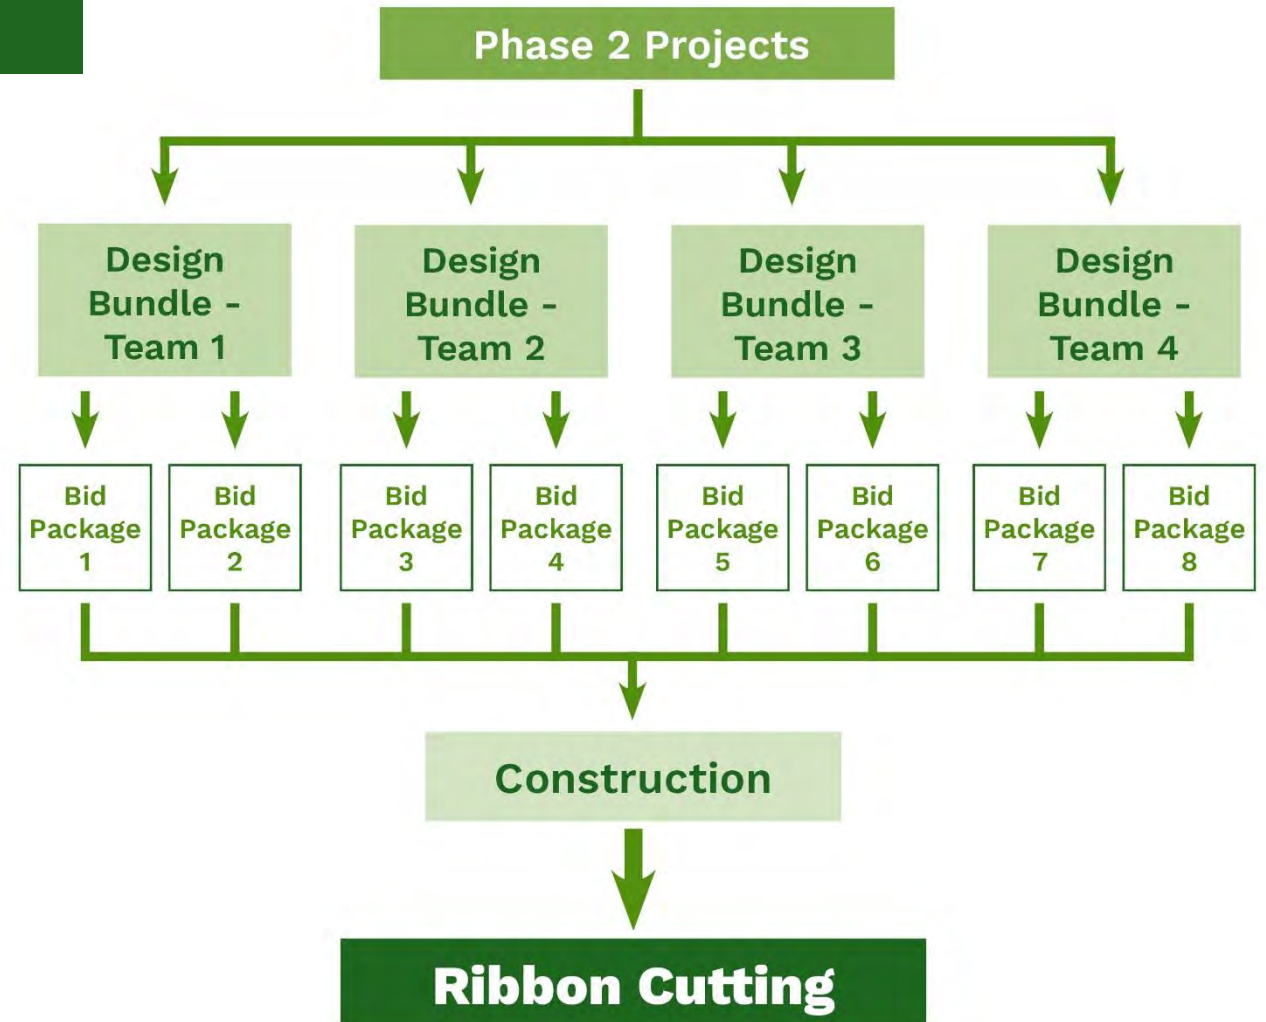 Phase 2 Projects
Design
Bundle -
Team 1
Design
Bundle -
Team 2
Design
Bundle -
Team 3
Design
Bundle -
Team 4
Bid
Package
1
Bid
Package
2
Bid
Package
3
Bid
Package
4
Bid
Package
5
Bid
Package
6
Bid
Package
7
Bid
Package
8
Construction
Ribbon Cutting